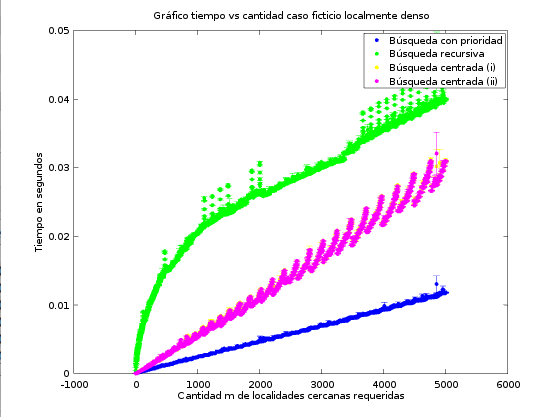 Gráfico tiempo vs cantidad caso ficticio localmente denso
Búsqueda con prioridad
Búsqueda recursiva
Búsqueda centrada (i)
Búsqueda centrada (ii)
Tiempo en segundos
0.05
0.04
0.03
0.02
0.01
0
-1000 0 1000 2000 3000 4000 5000 6000
Cantidad m de localidades cercanas requeridas